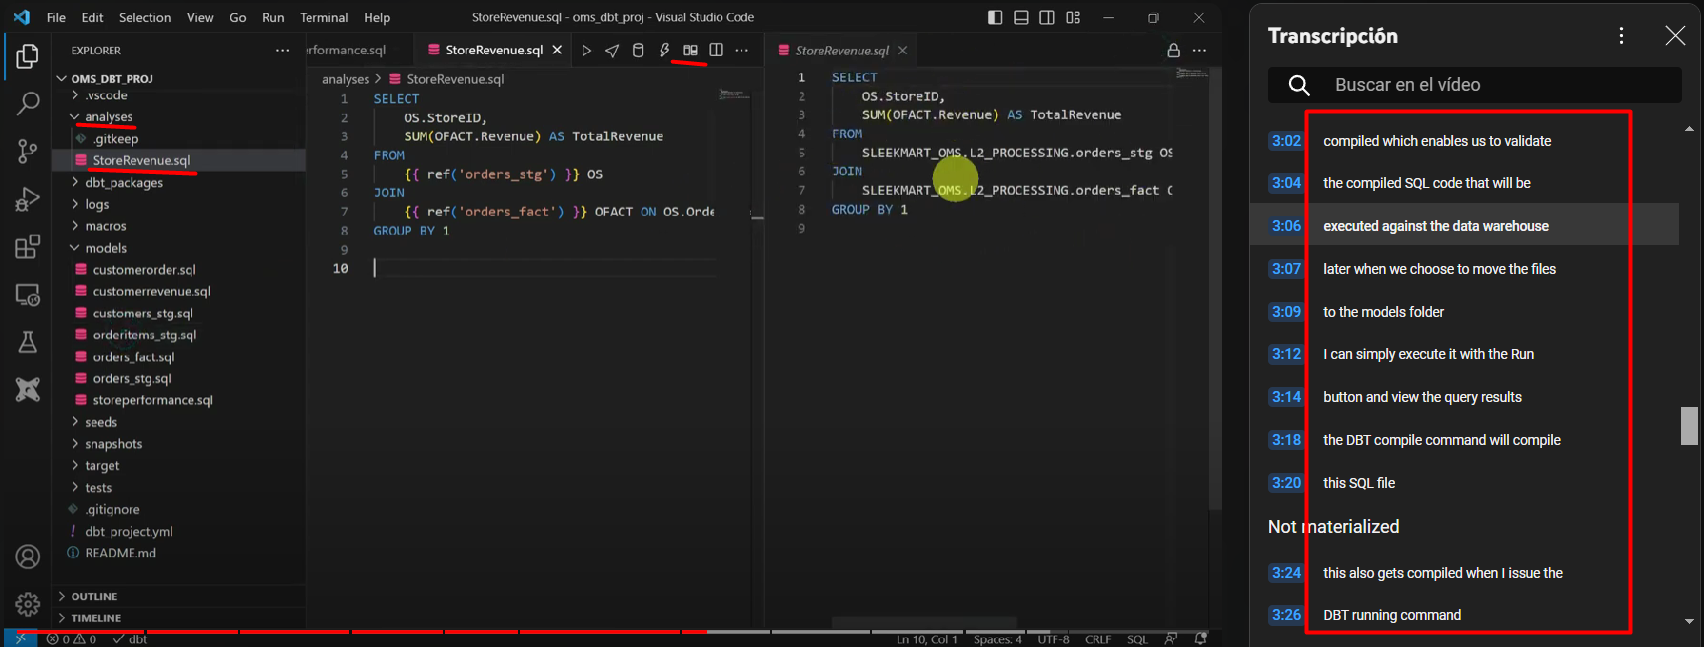 File Edit Selection View Go Run Terminal Help
StoreRevenue.sql - oms_dbt_proj - Visual Studio Code
EXPLORER
OMS_DBT_PROJ
.vscode
analyses
.gitkeep
StoreRevenue.sql
dbt_packages
logs
macros
models
customerorder.sql
customerrevenue.sql
customers_stg.sql
orderitems_stg.sql
orders_fact.sql
orders_stg.sql
storeperformance.sql
seeds
snapshots
target
tests
.gitignore
dbt_project.yml
README.md
OUTLINE
TIMELINE
erformance.sql
StoreRevenue.sql
analyses > StoreRevenue.sql
1 SELECT
2 OS.StoreID,
3 SUM(OFACT.Revenue) AS TotalRevenue
4 FROM
5 {{ ref('orders_stg') }} OS
6 JOIN
7 {{ ref('orders_fact') }} OFACT ON OS.Orde
8 GROUP BY 1
9
10
StoreRevenue.sql
1 SELECT
2 OS.StoreID,
3 SUM(OFACT.Revenue) AS TotalRevenue
4 FROM
5 SLEEKMART_OMS.L2_PROCESSING.orders_stg OS
6 JOIN
7 SLEEKMART_OMS.L2_PROCESSING.orders_fact O
8 GROUP BY 1
9
0 0 dbt
Ln 10, Col 1 Spaces: 4 UTF-8 CRLF SQL
Transcripción
Buscar en el vídeo
3:02 compiled which enables us to validate
3:04 the compiled SQL code that will be
3:06 executed against the data warehouse
3:07 later when we choose to move the files
3:09 to the models folder
3:12 I can simply execute it with the Run
3:14 button and view the query results
3:18 the DBT compile command will compile
3:20 this SQL file
Not materialized
3:24 this also gets compiled when I issue the
3:26 DBT running command